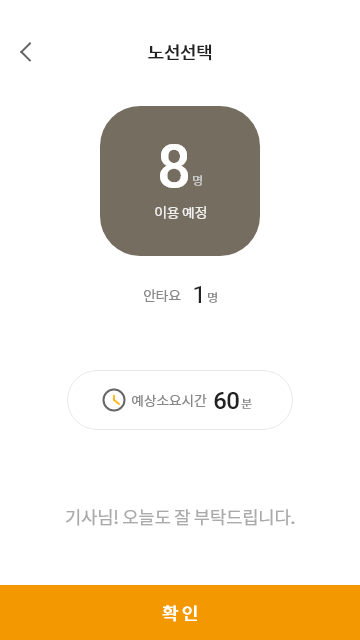 노선선택
8명
이용 예정
안타요 1명
예상소요시간 60분
기사님! 오늘도 잘 부탁드립니다.
확인